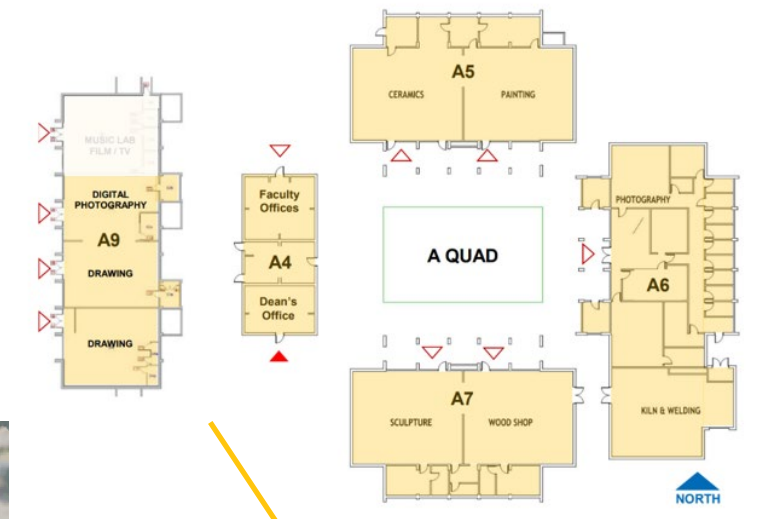 A5
CERAMICS
PAINTING
MUSIC LAB
FILM / TV
DIGITAL
PHOTOGRAPHY
A9
DRAWING
DRAWING
Faculty
Offices
A4
Dean's
Office
A QUAD
PHOTOGRAPHY
A6
KILN & WELDING
A7
SCULPTURE
WOOD SHOP
NORTH